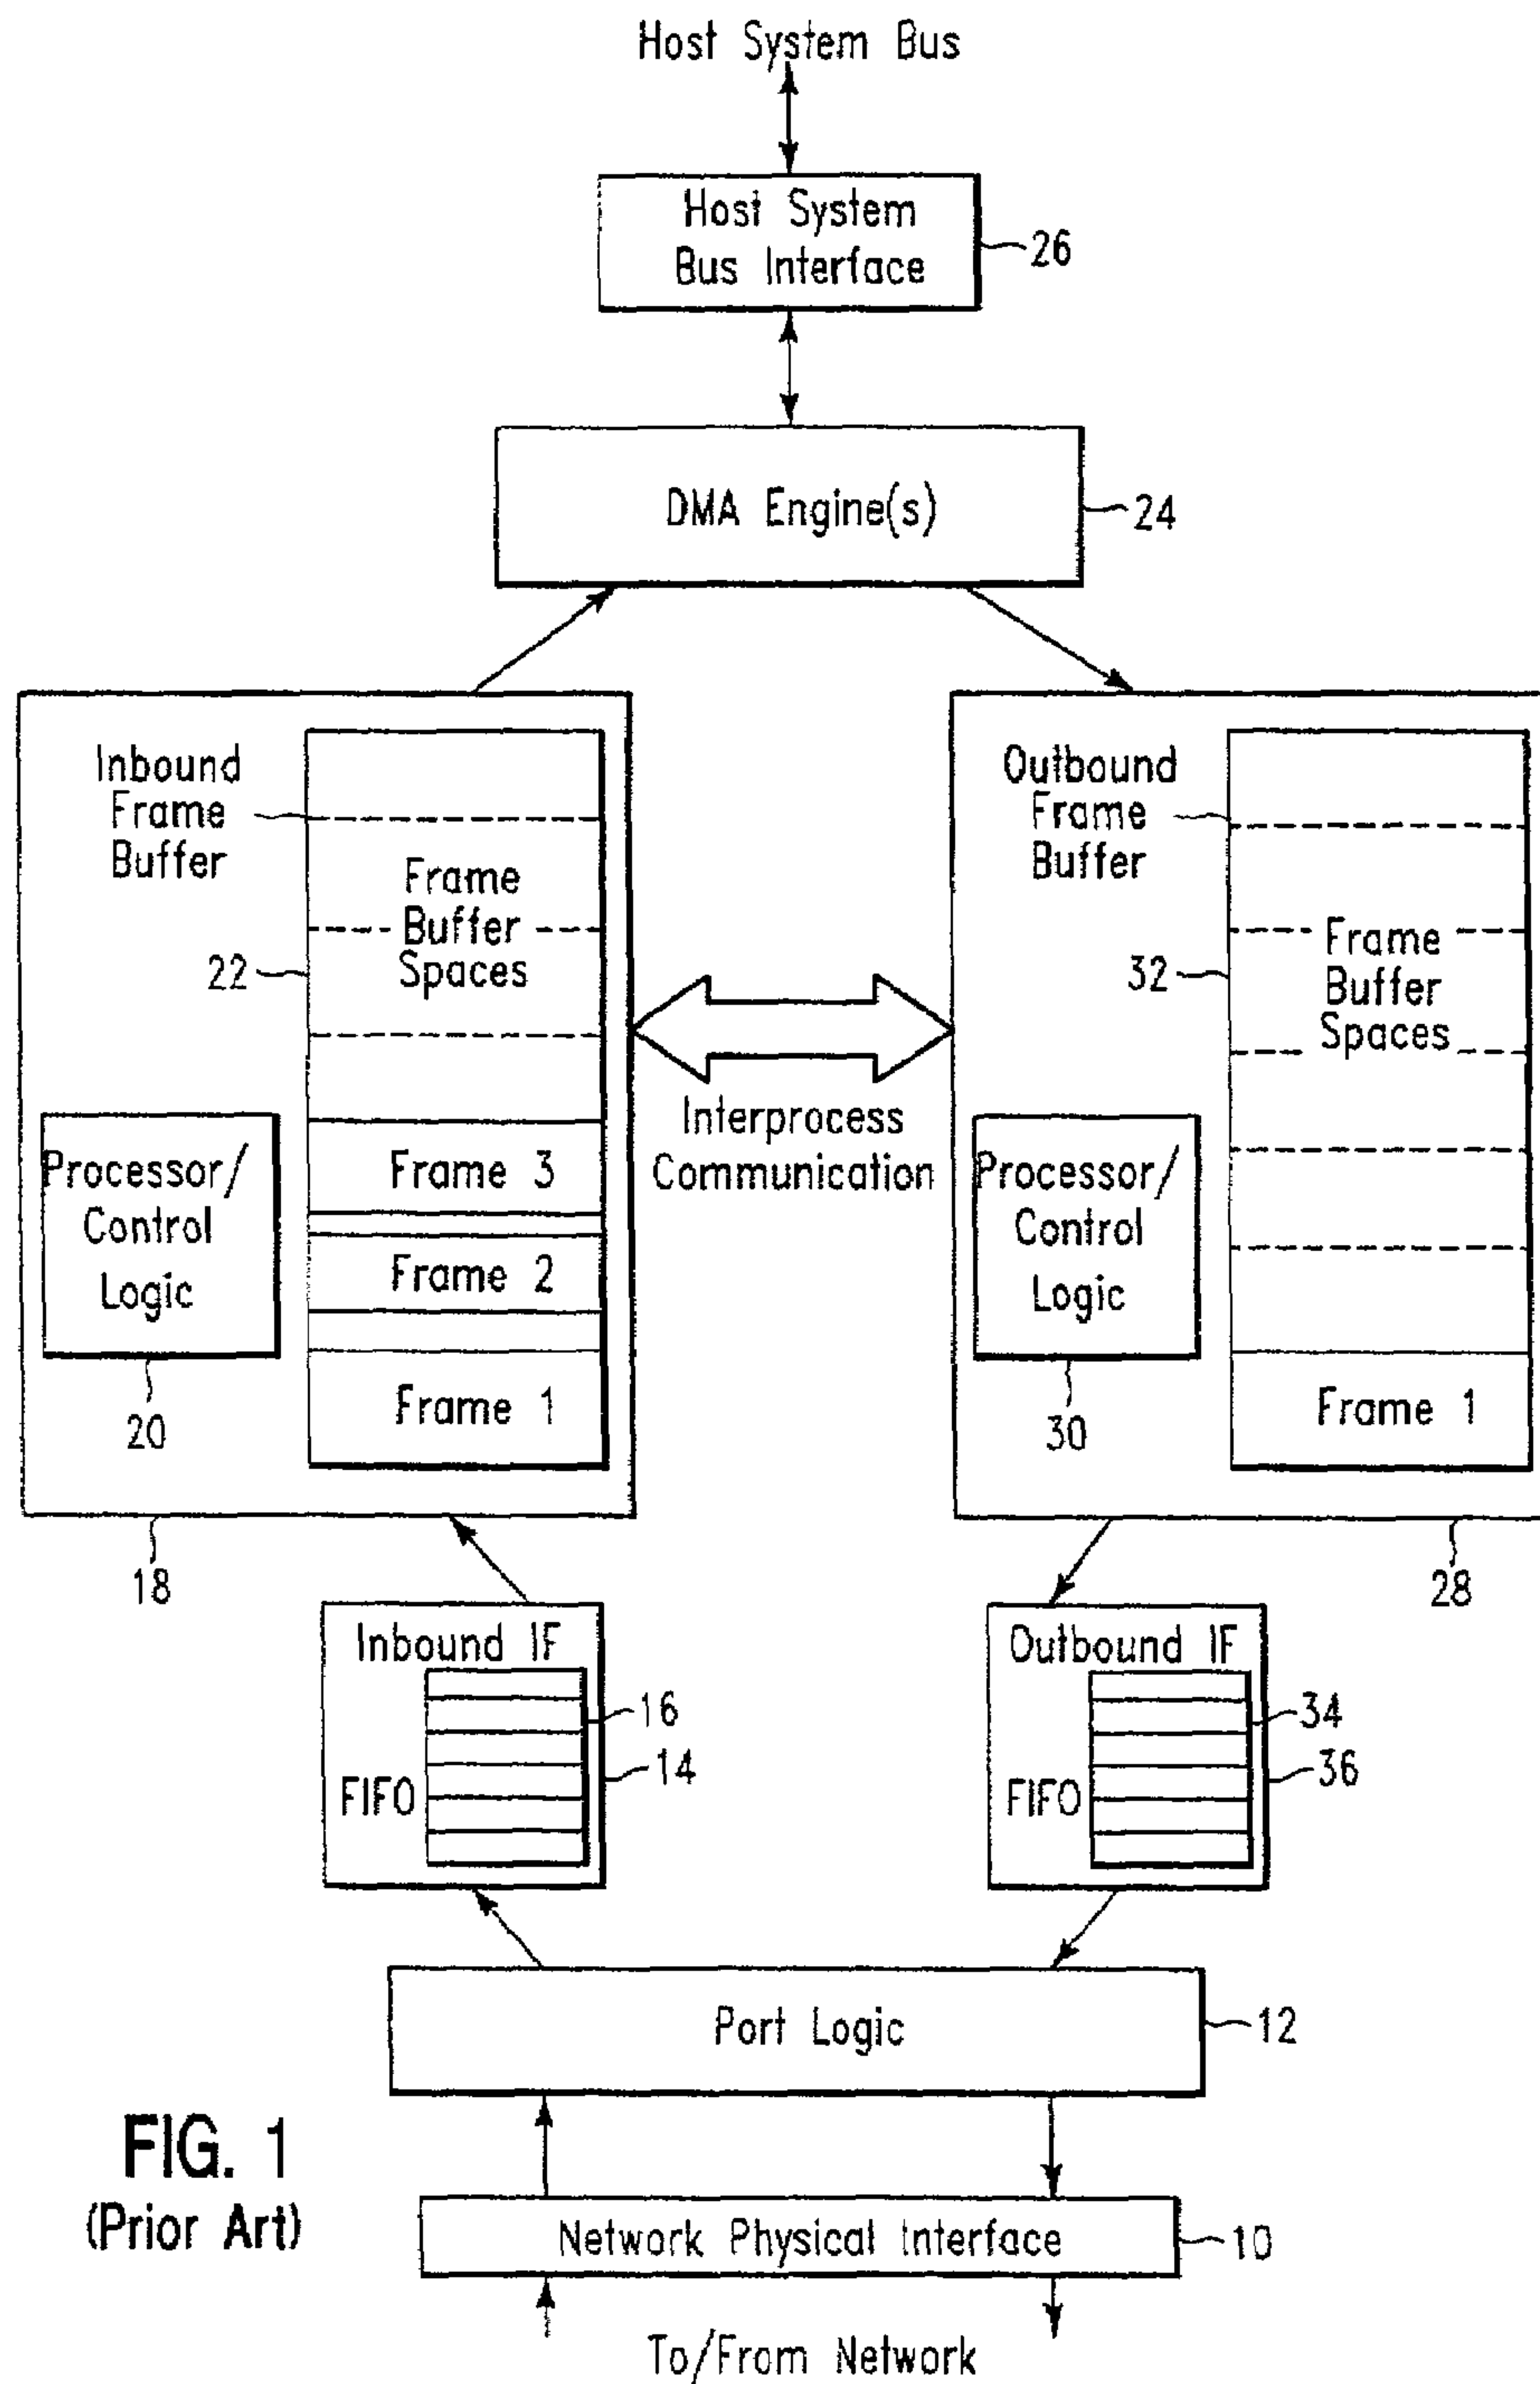 Host System Bus
Host System
Bus Interface
26
DMA Engine(s)
24
Inbound
Frame
Buffer
Frame
Buffer
Spaces
22
Processor/
Control
Logic
20
Frame 3
Frame 2
Frame 1
18
Interprocess
Communication
Outbound
Frame
Buffer
Frame
Buffer
Spaces
32
Processor/
Control
Logic
30
Frame 1
28
Inbound IF
16
14
FIFO
Outbound IF
34
36
FIFO
Port Logic
12
Network Physical Interface
10
To/From Network
FIG. 1
(Prior Art)